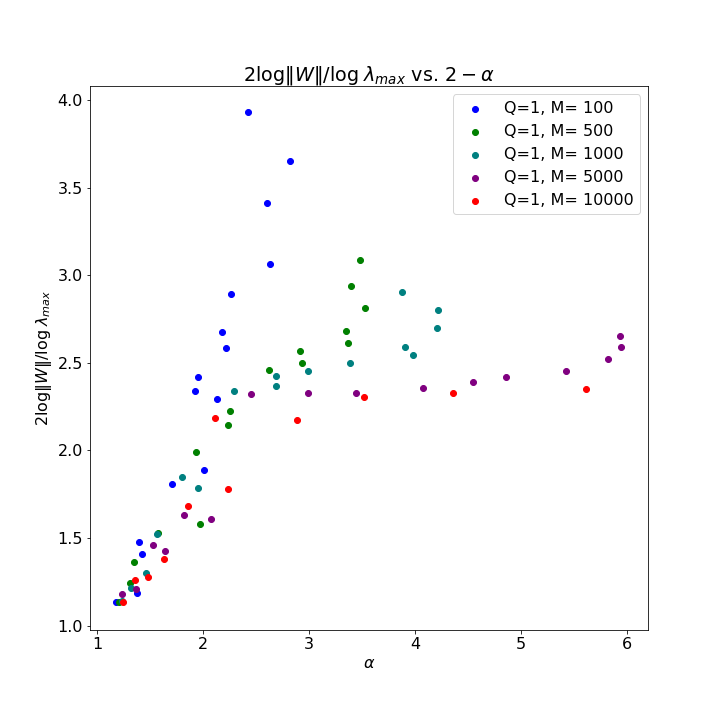 2log‖W‖/log λmax vs. 2 − α
Q=1, M= 100
Q=1, M= 500
Q=1, M= 1000
Q=1, M= 5000
Q=1, M= 10000
2log‖W‖/log λmax
4.0
3.5
3.0
2.5
2.0
1.5
1.0
1 2 3 4 5 6
α